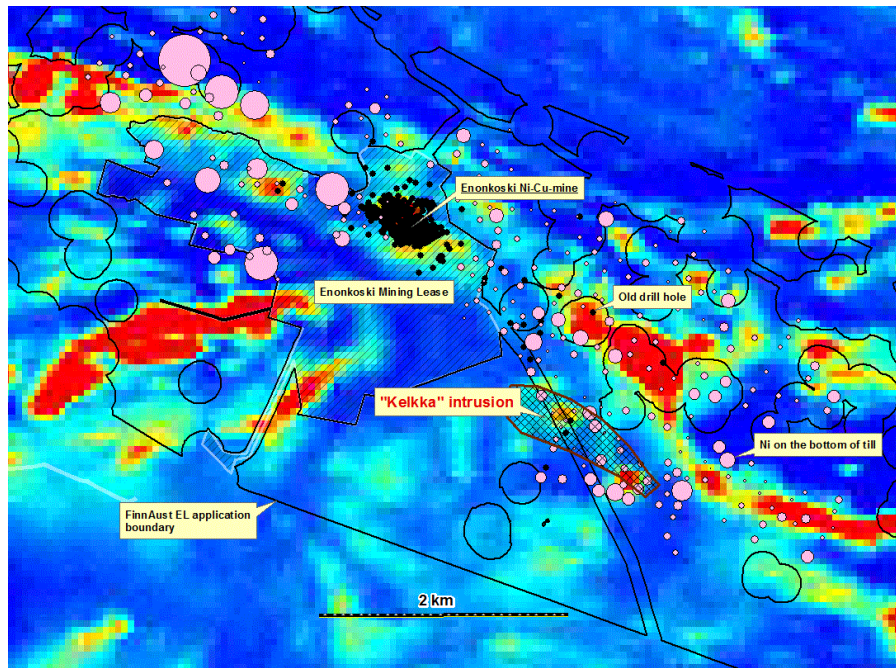 Enonkoski Ni-Cu-mine
Enonkoski Mining Lease
Old drill hole
"Kelkka" intrusion
Ni on the bottom of till
FinnAust EL application
boundary
2 km